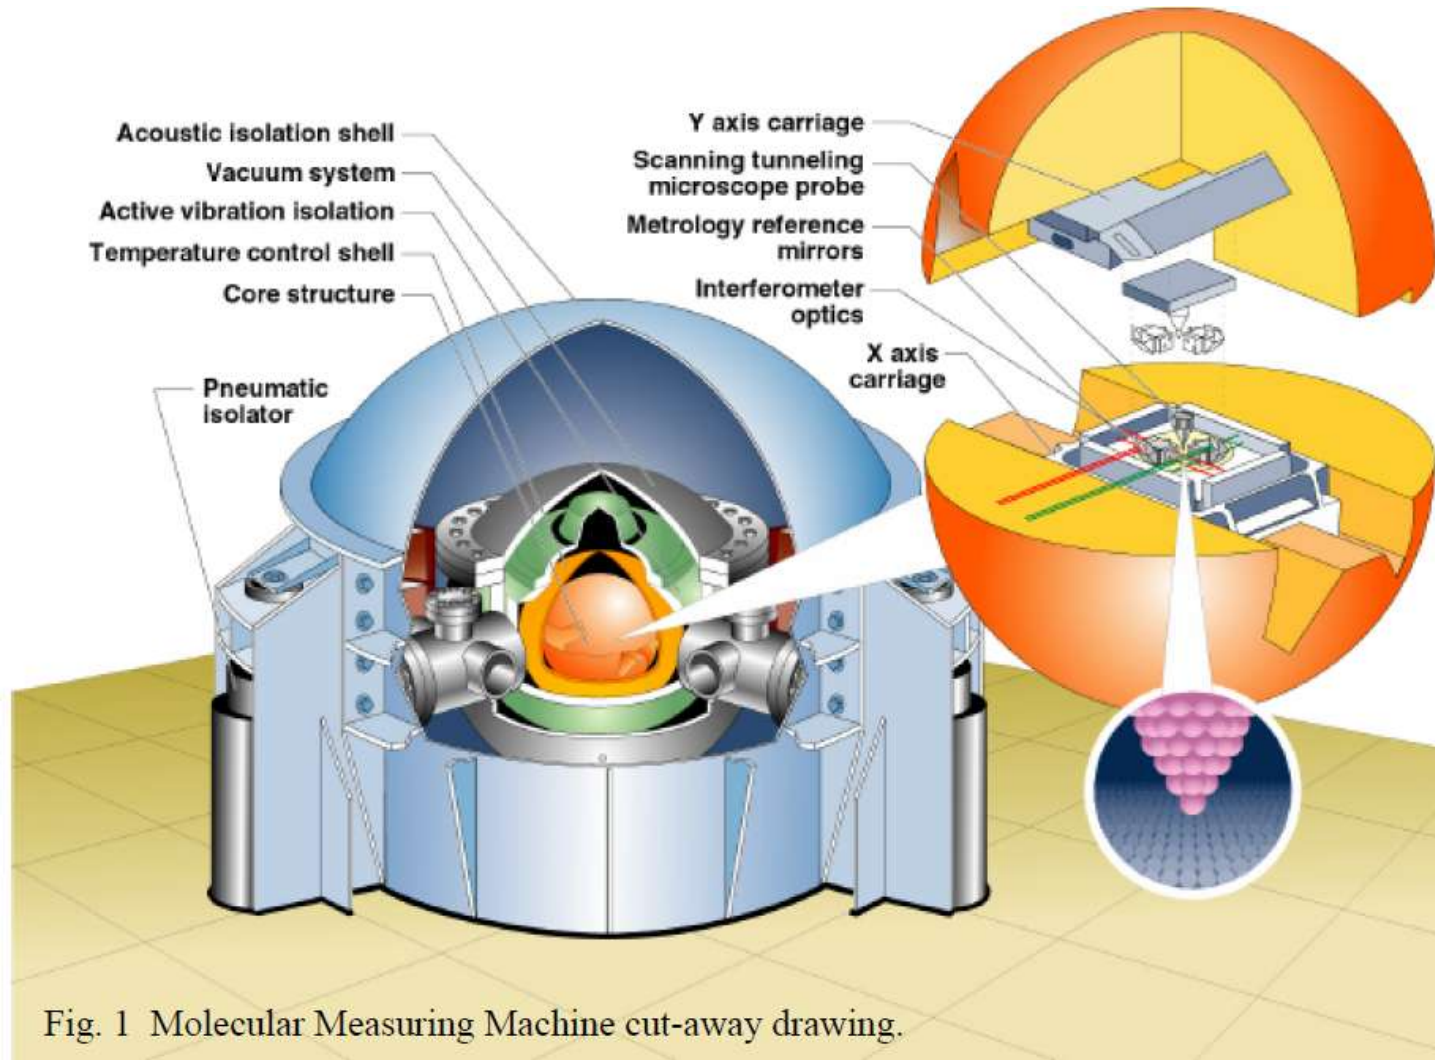 Acoustic isolation shell
Vacuum system
Active vibration isolation
Temperature control shell
Core structure
Pneumatic
isolator
Y axis carriage
Scanning tunneling
microscope probe
Metrology reference
mirrors
Interferometer
optics
X axis
carriage
Fig. 1 Molecular Measuring Machine cut-away drawing.